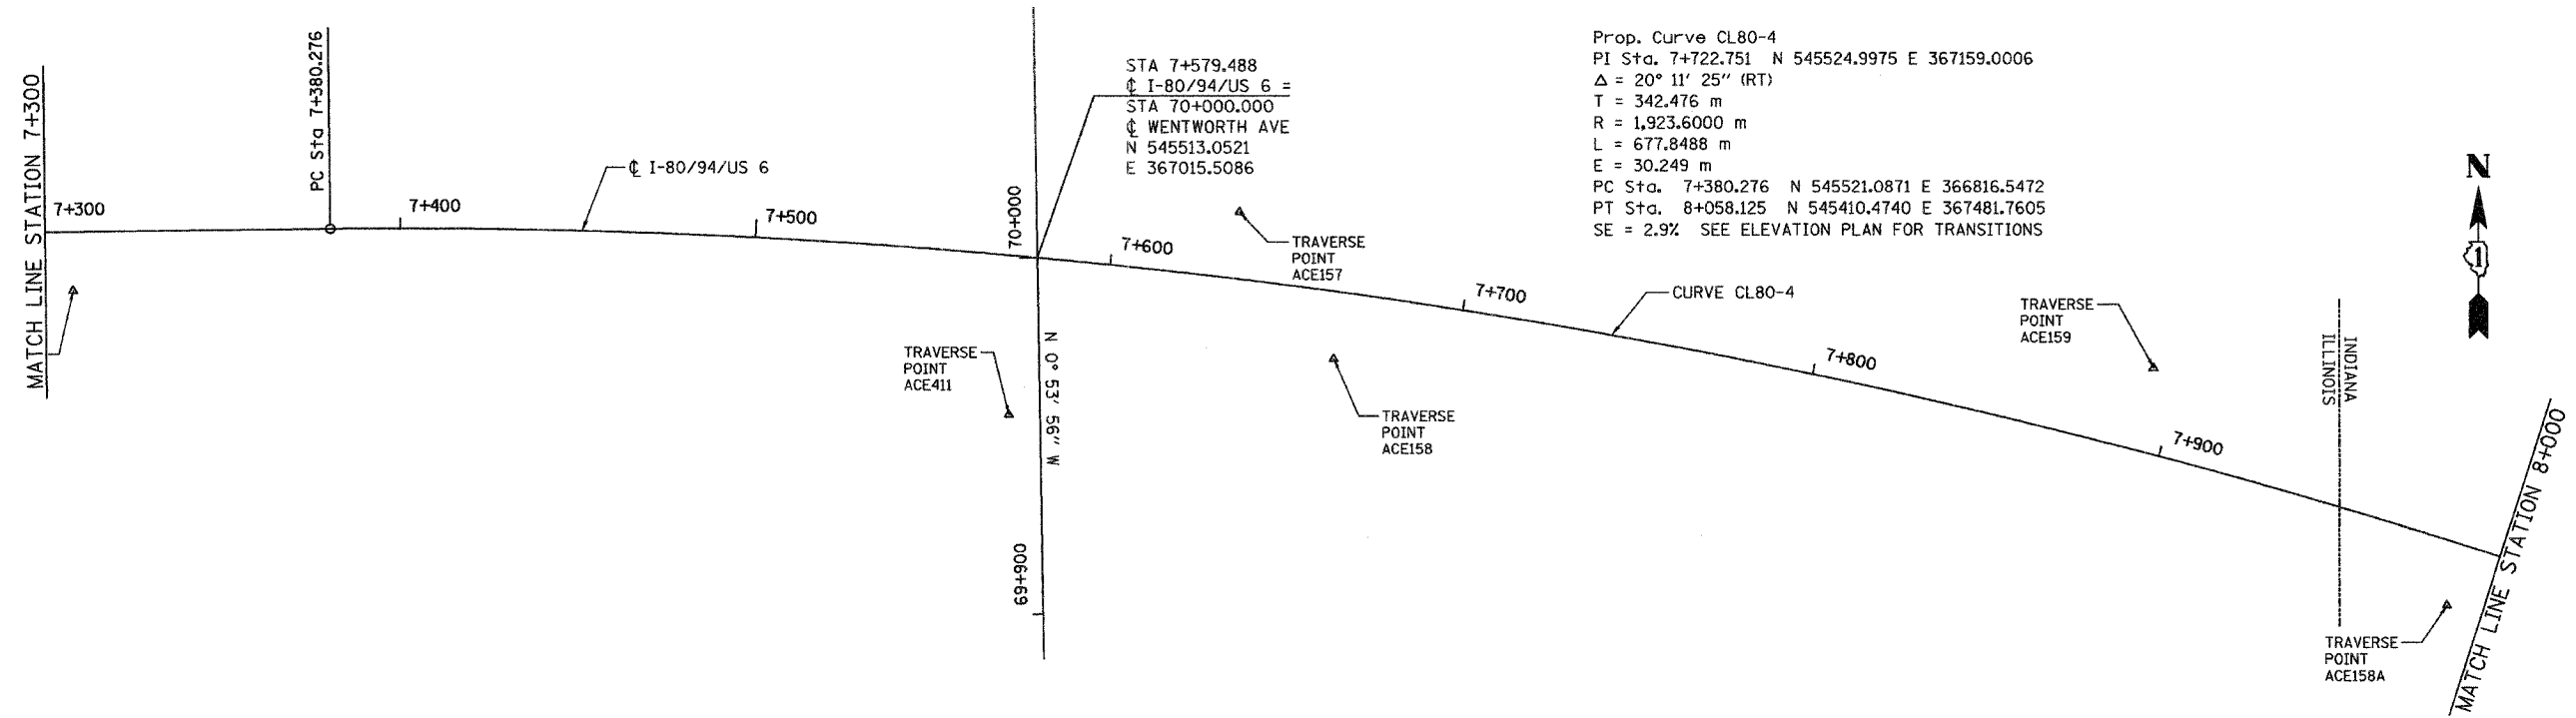 MATCH LINE STATION 7+300
7+300
PC Sta 7+380.276
7+400
℄ I-80/94/US 6
7+500
70+000
STA 7+579.488
℄ I-80/94/US 6 =
STA 70+000.000
℄ WENTWORTH AVE
N 545513.0521
E 367015.5086
7+600
TRAVERSE
POINT
ACE157
TRAVERSE
POINT
ACE411
N 0° 53' 56" W
69+900
TRAVERSE
POINT
ACE158
7+700
CURVE CL80-4
7+800
Prop. Curve CL80-4
PI Sta. 7+722.751 N 545524.9975 E 367159.0006
Δ = 20° 11' 25" (RT)
T = 342.476 m
R = 1,923.6000 m
L = 677.8488 m
E = 30.249 m
PC Sta. 7+380.276 N 545521.0871 E 366816.5472
PT Sta. 8+058.125 N 545410.4740 E 367481.7605
SE = 2.9% SEE ELEVATION PLAN FOR TRANSITIONS
N
1
TRAVERSE
POINT
ACE159
7+900
INDIANA
ILLINOIS
TRAVERSE
POINT
ACE158A
MATCH LINE STATION 8+000